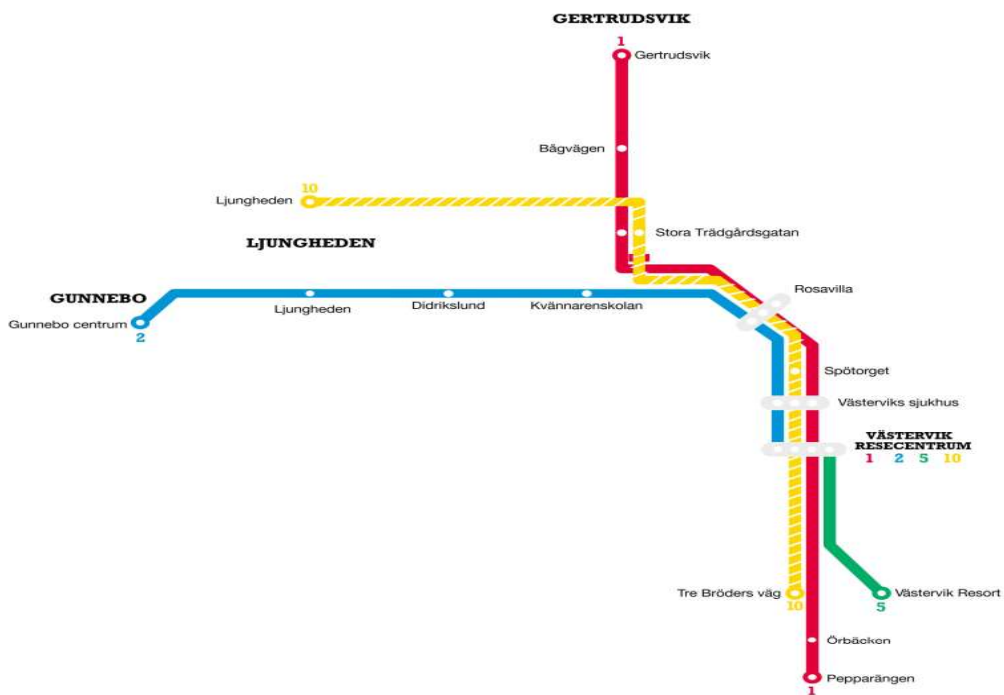 GERTRUDSVIK
1
Gertrudsvik
Bågvägen
10
Ljungheden
Stora Trädgårdsgatan
LJUNGHEDEN
Rosavilla
GUNNEBO
Ljungheden
Didrikslund
Kvännarenskolan
Gunnebo centrum
2
Spötorget
Västerviks sjukhus
VÄSTERVIK
RESECENTRUM
1 2 5 10
Tre Bröders väg
10
5
Västervik Resort
Örbäcken
Pepparängen
1